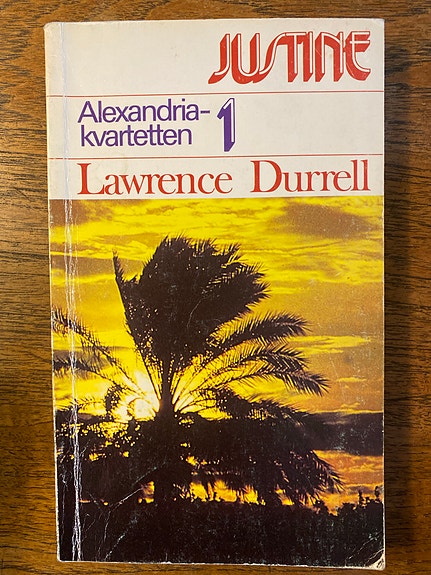 JUSTINE
Alexandria-
kvartetten 1
Lawrence Durrell